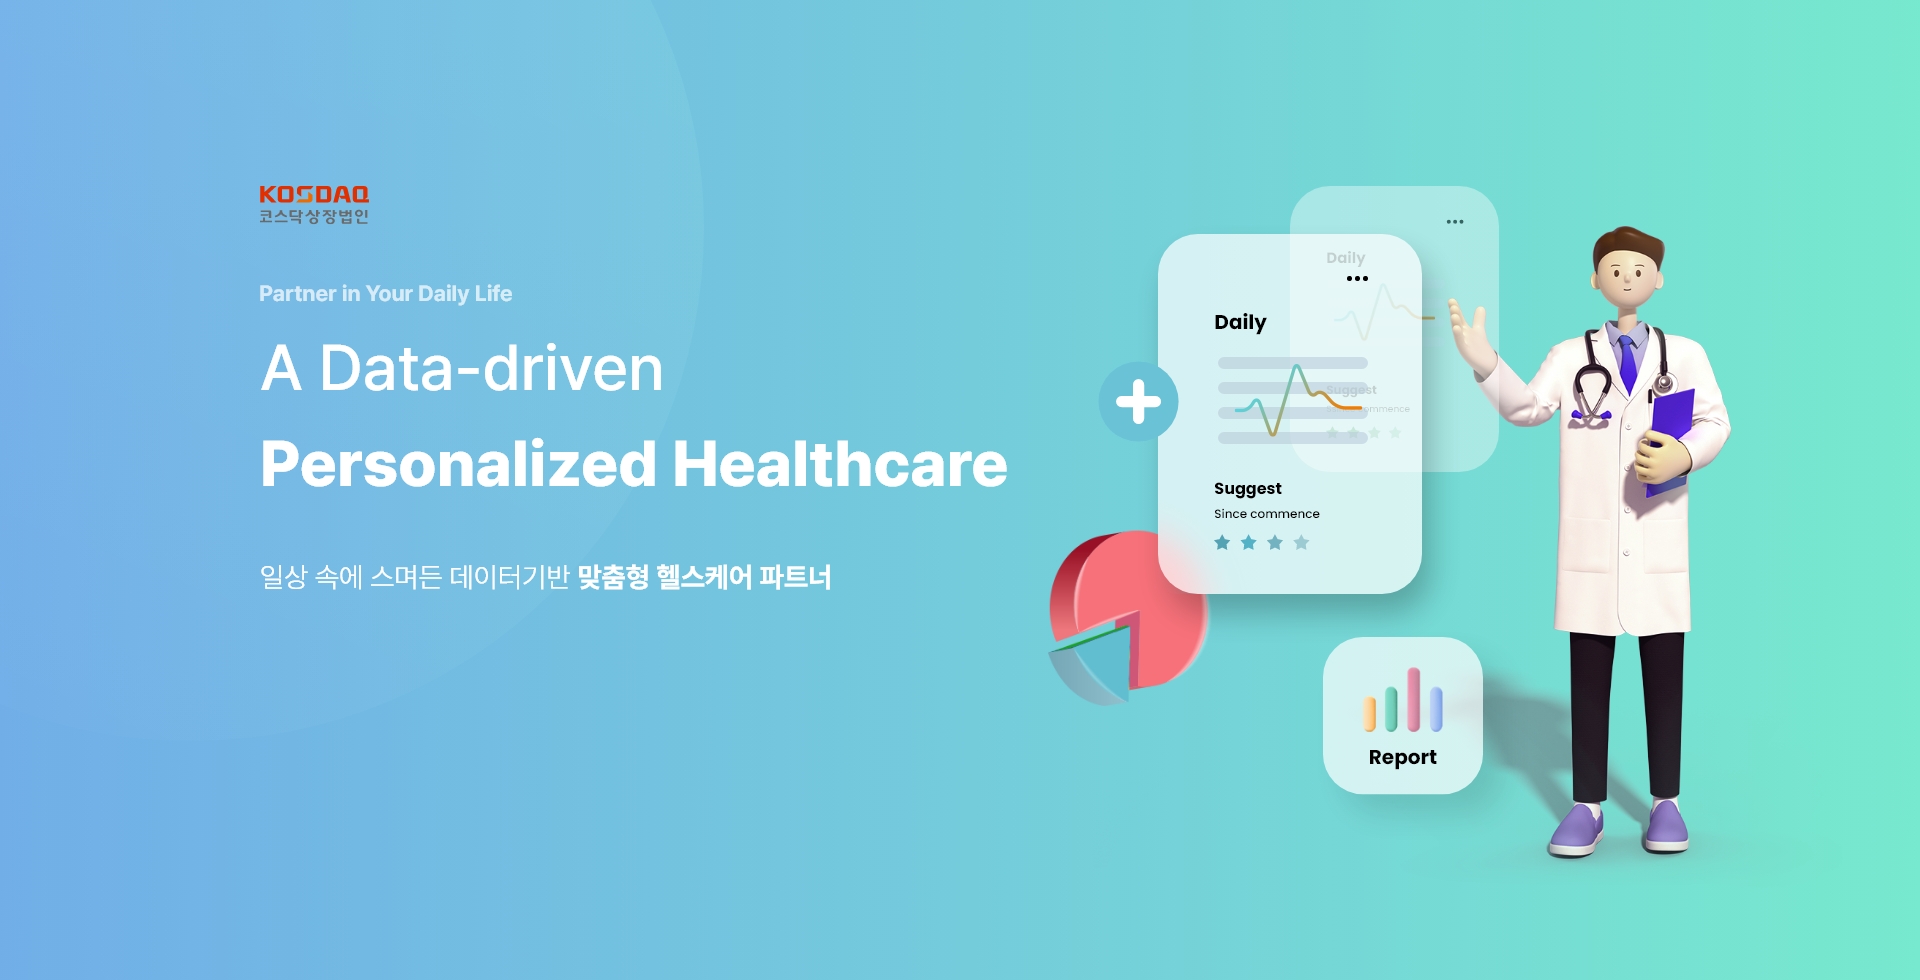 KOSDAQ
코스닥상장법인
Partner in Your Daily Life
A Data-driven
Personalized Healthcare
일상 속에 스며든 데이터기반 맞춤형 헬스케어 파트너
Daily
Daily
Suggest
Suggest
Since commence
Report